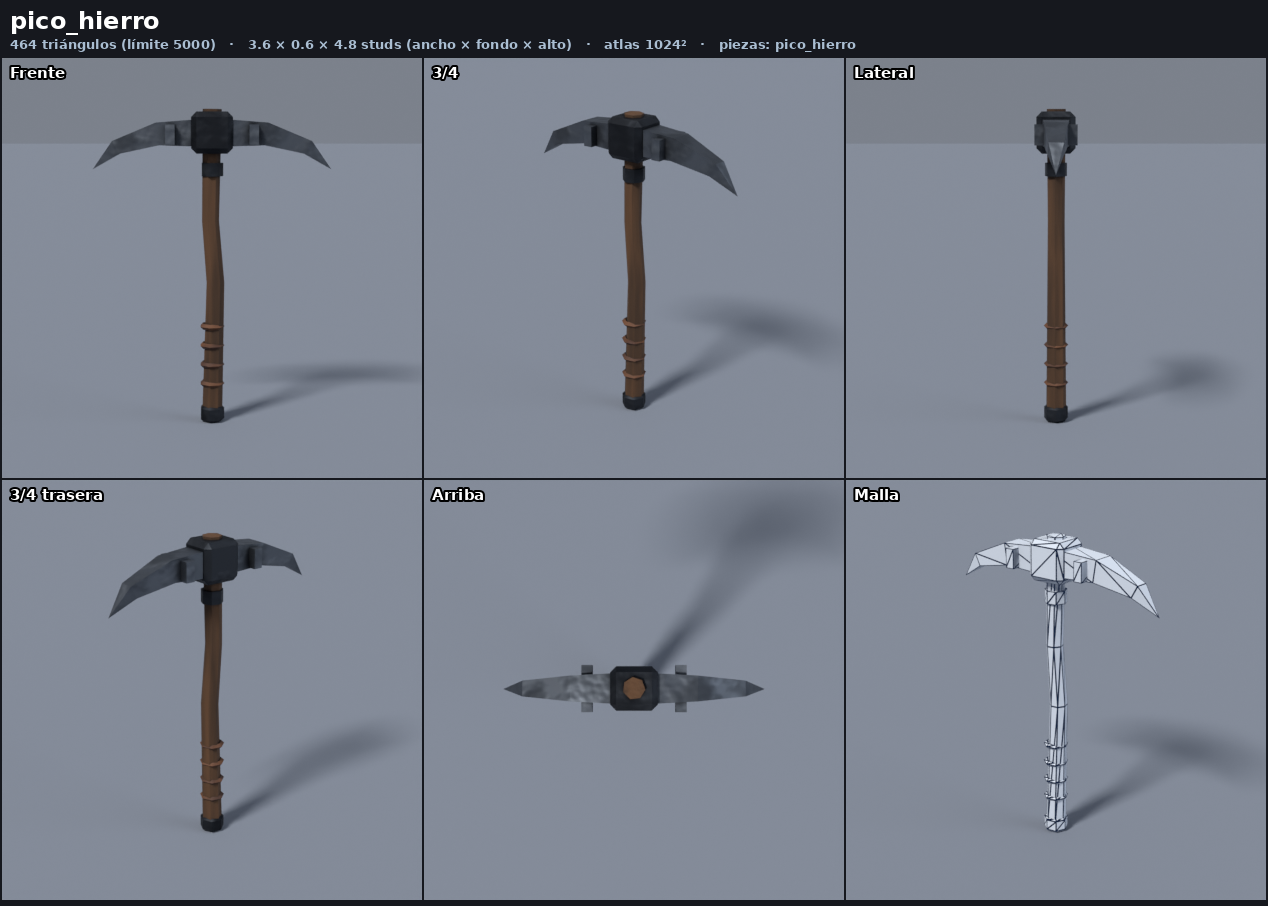 pico_hierro
464 triángulos (límite 5000) · 3.6 × 0.6 × 4.8 studs (ancho × fondo × alto) · atlas 1024² · piezas: pico_hierro
Frente
3/4
Lateral
3/4 trasera
Arriba
Malla